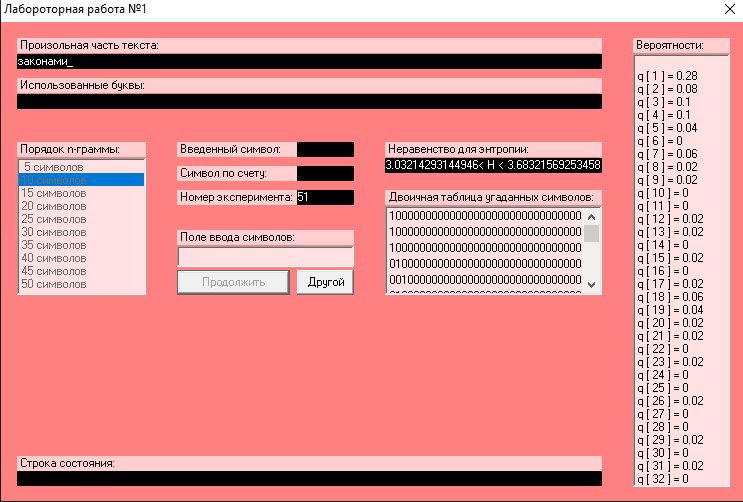 Лабороторная работа №1
Произольная часть текста:
законами_
Использованные буквы:
Порядок n-граммы:
5 символов
10 символов
15 символов
20 символов
25 символов
30 символов
35 символов
40 символов
45 символов
50 символов
Введенный символ:
Символ по счету:
Номер эксперимента: 51
Поле ввода символов:
Продолжить
Другой
Неравенство для энтропии:
3.03214293144946< H < 3.68321569253458
Двоичная таблица угаданных символов:
10000000000000000000000000000000
10000000000000000000000000000000
10000000000000000000000000000000
01000000000000000000000000000000
00100000000000000000000000000000
Строка состояния:
Вероятности:
q [ 1 ] = 0.28
q [ 2 ] = 0.08
q [ 3 ] = 0.1
q [ 4 ] = 0.1
q [ 5 ] = 0.04
q [ 6 ] = 0
q [ 7 ] = 0.06
q [ 8 ] = 0.02
q [ 9 ] = 0.02
q [ 10 ] = 0
q [ 11 ] = 0
q [ 12 ] = 0.02
q [ 13 ] = 0.02
q [ 14 ] = 0
q [ 15 ] = 0.02
q [ 16 ] = 0
q [ 17 ] = 0.02
q [ 18 ] = 0.06
q [ 19 ] = 0.04
q [ 20 ] = 0.02
q [ 21 ] = 0.02
q [ 22 ] = 0
q [ 23 ] = 0.02
q [ 24 ] = 0
q [ 25 ] = 0
q [ 26 ] = 0.02
q [ 27 ] = 0
q [ 28 ] = 0
q [ 29 ] = 0.02
q [ 30 ] = 0
q [ 31 ] = 0.02
q [ 32 ] = 0